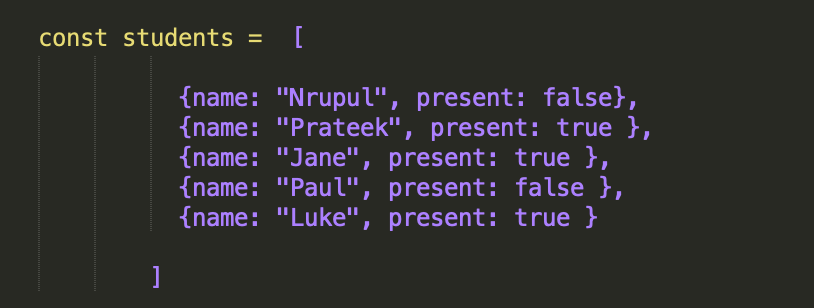 const students =  [
{name: "Nrupul", present: false},
{name: "Prateek", present: true },
{name: "Jane", present: true },
{name: "Paul", present: false },
{name: "Luke", present: true }
]